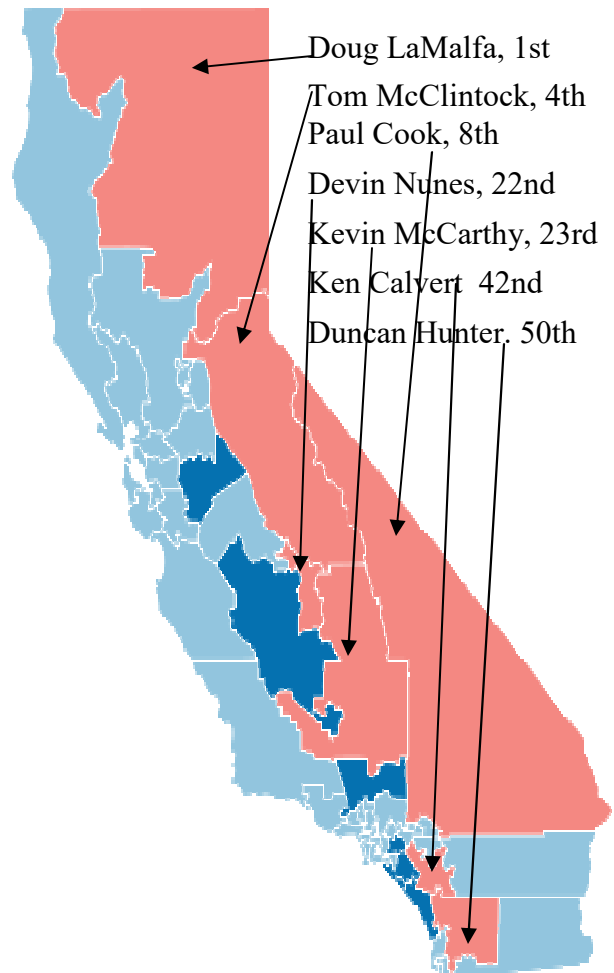 Doug LaMalfa, 1st
Tom McClintock, 4th
Paul Cook, 8th
Devin Nunes, 22nd
Kevin McCarthy, 23rd
Ken Calvert 42nd
Duncan Hunter. 50th